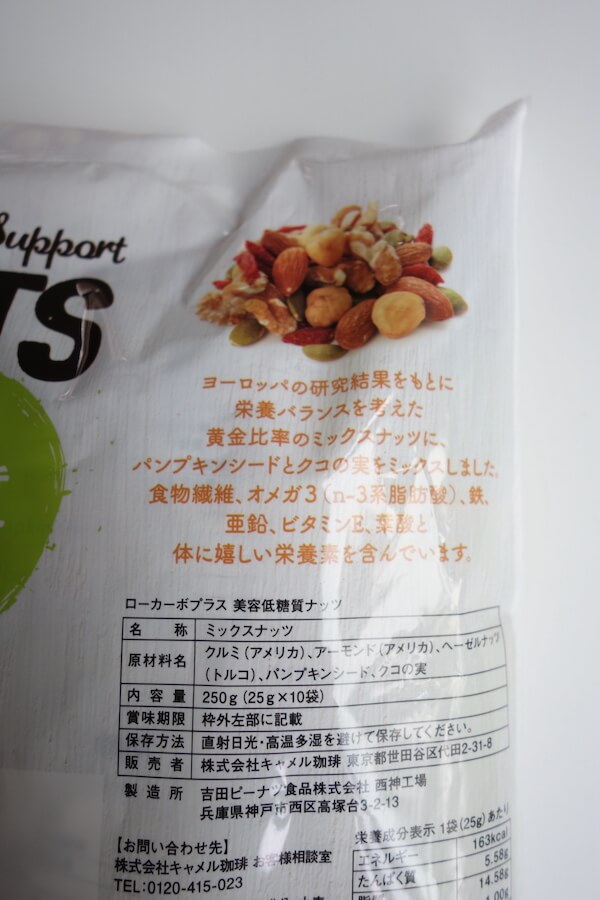 Support
TS
ヨーロッパの研究結果をもとに
栄養バランスを考えた
黄金比率のミックスナッツに、
パンプキンシードとクコの実をミックスしました。
食物繊維、オメガ3(n-3系脂肪酸)、鉄、
亜鉛、ビタミンE、葉酸と
体に嬉しい栄養素を含んでいます。
ローカーボプラス 美容低糖質ナッツ
名 称 ミックスナッツ
原材料名 クルミ(アメリカ)、アーモンド(アメリカ)、ヘーゼルナッツ
(トルコ)、パンプキンシード、クコの実
内 容 量 250g(25g×10袋)
賞味期限 枠外左部に記載
保存方法 直射日光・高温多湿を避けて保存してください。
販 売 者 株式会社キャメル珈琲 東京都世田谷区代田2-31-8
製 造 所 吉田ピーナツ食品株式会社 西神工場
兵庫県神戸市西区高塚台3-2-13
【お問い合わせ先】
株式会社キャメル珈琲 お客様相談室
TEL:0120-415-023
栄養成分表示 1袋(25g)あたり
エネルギー 163kcal
たんぱく質 5.58g
14.58g
1.00g